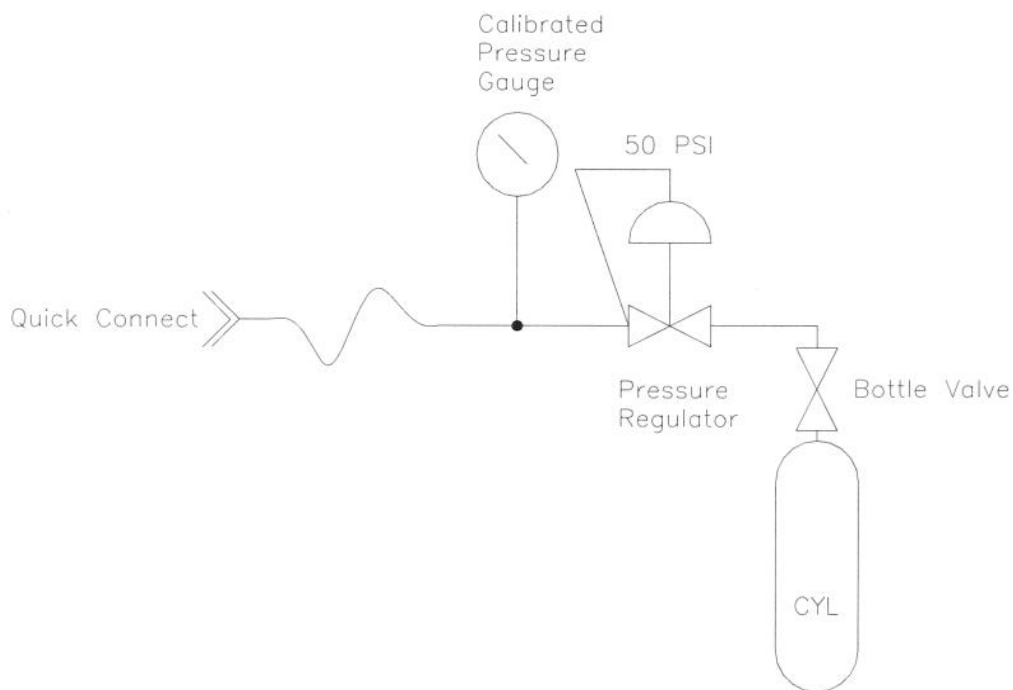 Calibrated
Pressure
Gauge
50 PSI
Quick Connect
Pressure
Regulator
Bottle Valve
CYL